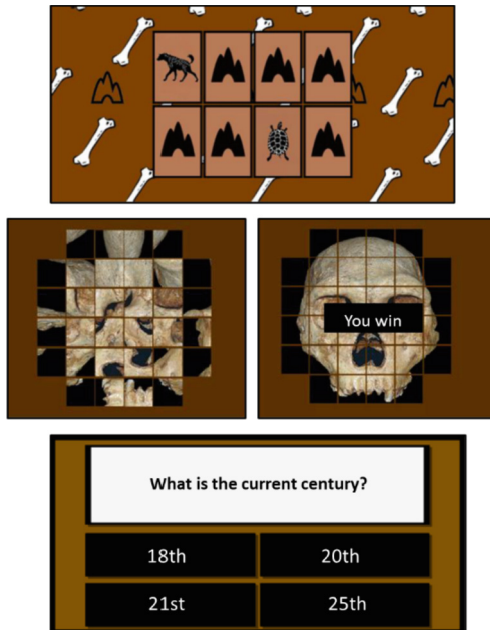 You win
What is the current century?
18th
20th
21st
25th